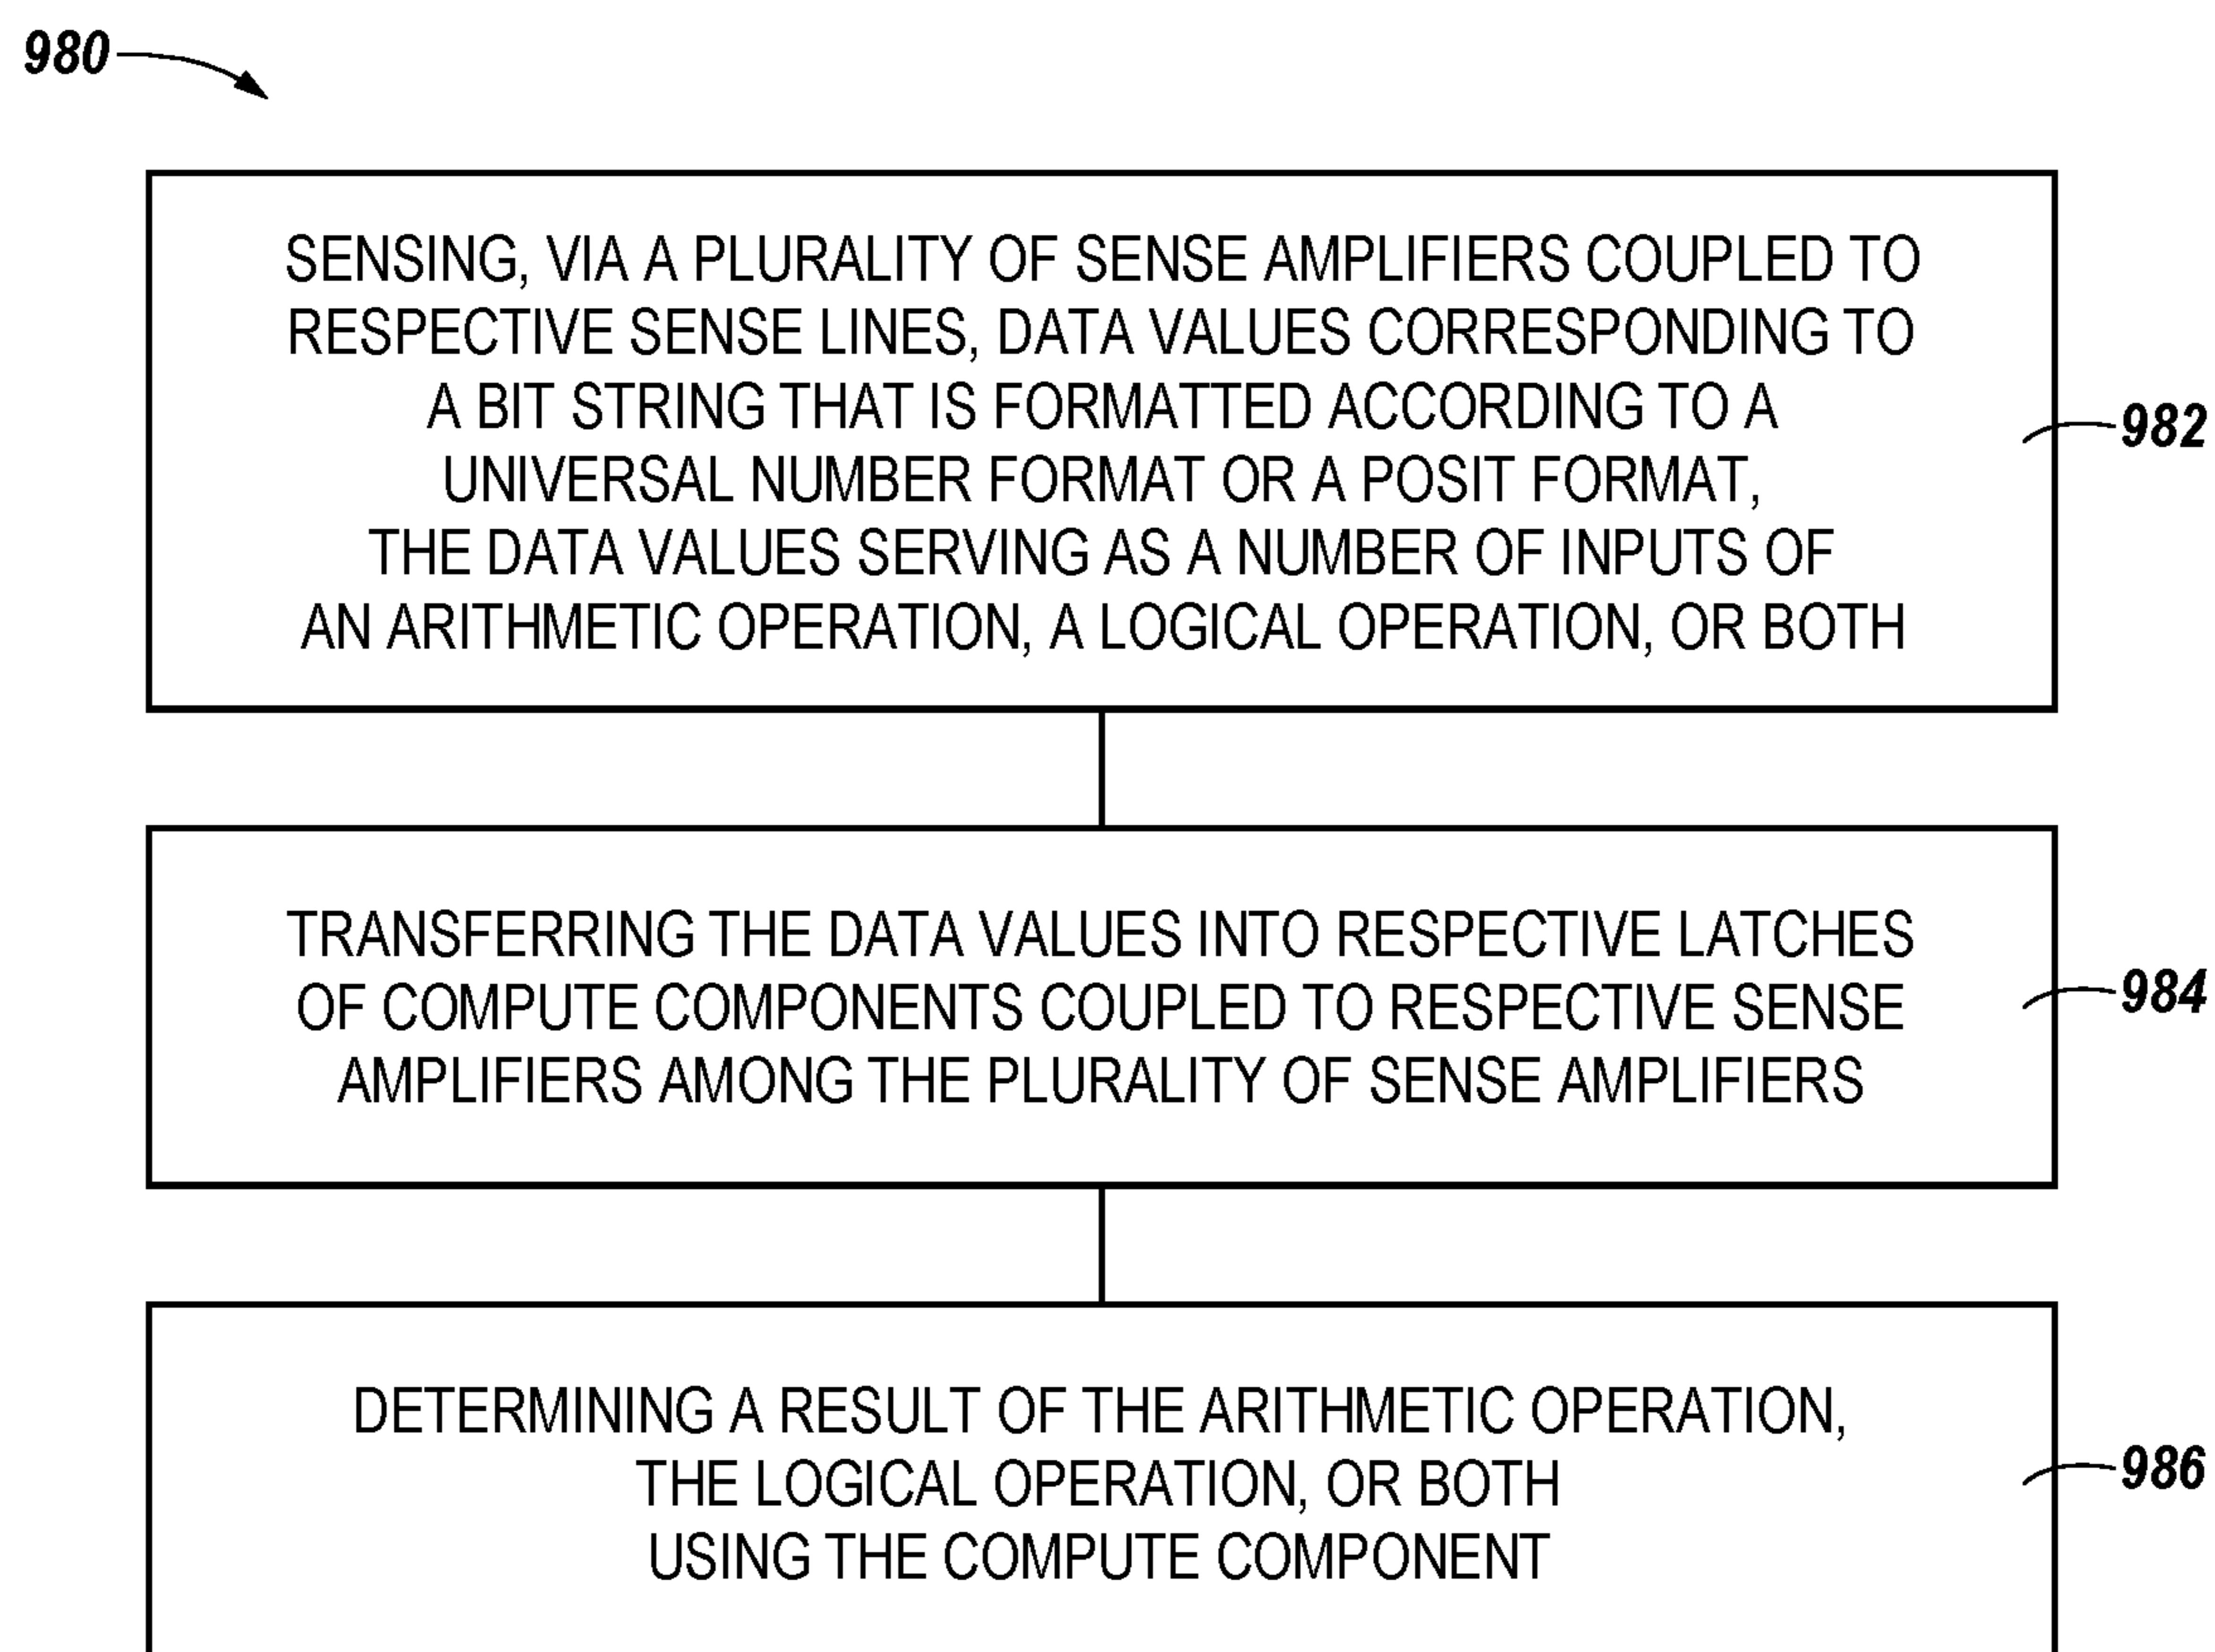 980
SENSING, VIA A PLURALITY OF SENSE AMPLIFIERS COUPLED TO
RESPECTIVE SENSE LINES, DATA VALUES CORRESPONDING TO
A BIT STRING THAT IS FORMATTED ACCORDING TO A
UNIVERSAL NUMBER FORMAT OR A POSIT FORMAT,
THE DATA VALUES SERVING AS A NUMBER OF INPUTS OF
AN ARITHMETIC OPERATION, A LOGICAL OPERATION, OR BOTH
982
TRANSFERRING THE DATA VALUES INTO RESPECTIVE LATCHES
OF COMPUTE COMPONENTS COUPLED TO RESPECTIVE SENSE
AMPLIFIERS AMONG THE PLURALITY OF SENSE AMPLIFIERS
984
DETERMINING A RESULT OF THE ARITHMETIC OPERATION,
THE LOGICAL OPERATION, OR BOTH
USING THE COMPUTE COMPONENT
986